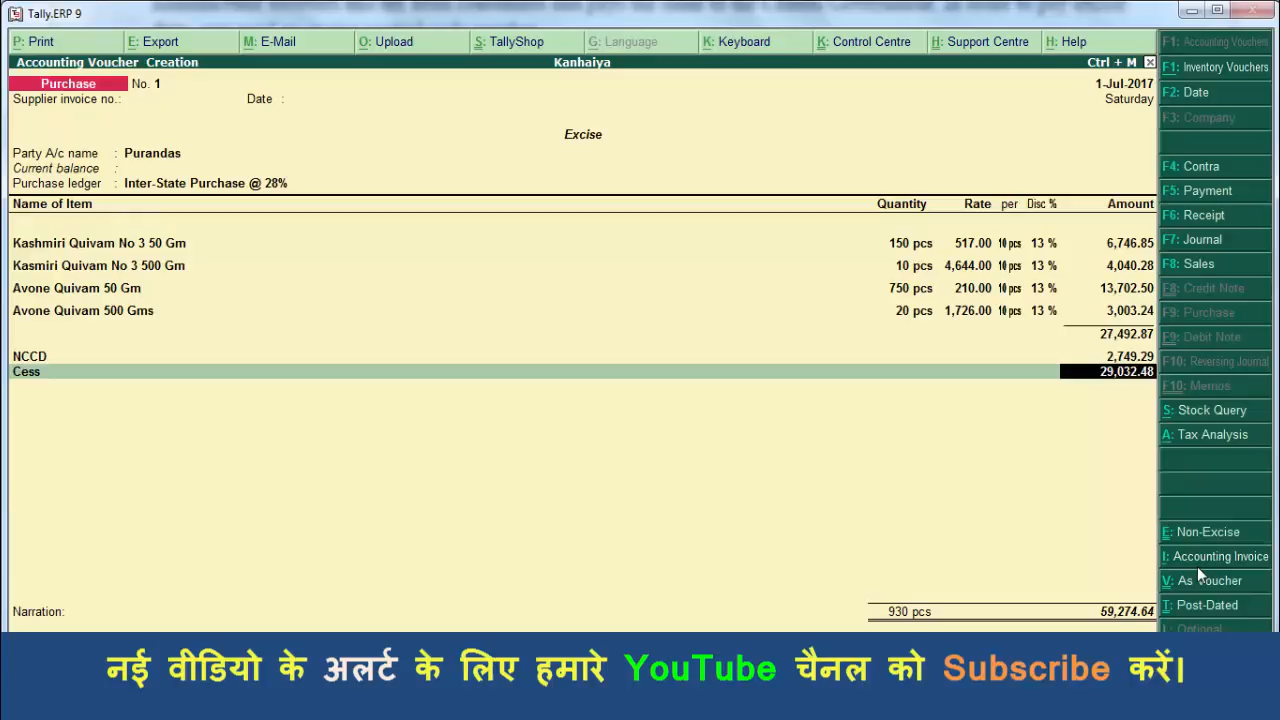 Tally.ERP 9
P: Print E: Export M: E-Mail O: Upload S: TallyShop G: Language K: Keyboard K: Control Centre H: Support Centre H: Help
Accounting Voucher Creation Kanhaiya Ctrl + M
Purchase No. 1 1-Jul-2017
Supplier invoice no.: Date : Saturday
Excise
Party A/c name : Purandas
Current balance :
Purchase ledger : Inter-State Purchase @ 28%
Name of Item Quantity Rate per Disc % Amount
Kashmiri Quivam No 3 50 Gm 150 pcs 517.00 10 pcs 13 % 6,746.85
Kasmiri Quivam No 3 500 Gm 10 pcs 4,644.00 10 pcs 13 % 4,040.28
Avone Quivam 50 Gm 750 pcs 210.00 10 pcs 13 % 13,702.50
Avone Quivam 500 Gms 20 pcs 1,726.00 10 pcs 13 % 3,003.24
27,492.87
NCCD 2,749.29
Cess 29,032.48
Narration: 930 pcs 59,274.64
F1: Accounting Vouchers
F1: Inventory Vouchers
F2: Date
F3: Company
F4: Contra
F5: Payment
F6: Receipt
F7: Journal
F8: Sales
F8: Credit Note
F9: Purchase
F9: Debit Note
F10: Reversing Journal
F10: Memos
S: Stock Query
A: Tax Analysis
E: Non-Excise
I: Accounting Invoice
V: As Voucher
T: Post-Dated
L: Optional
नई वीडियो के अलर्ट के लिए हमारे YouTube चैनल को Subscribe करें।